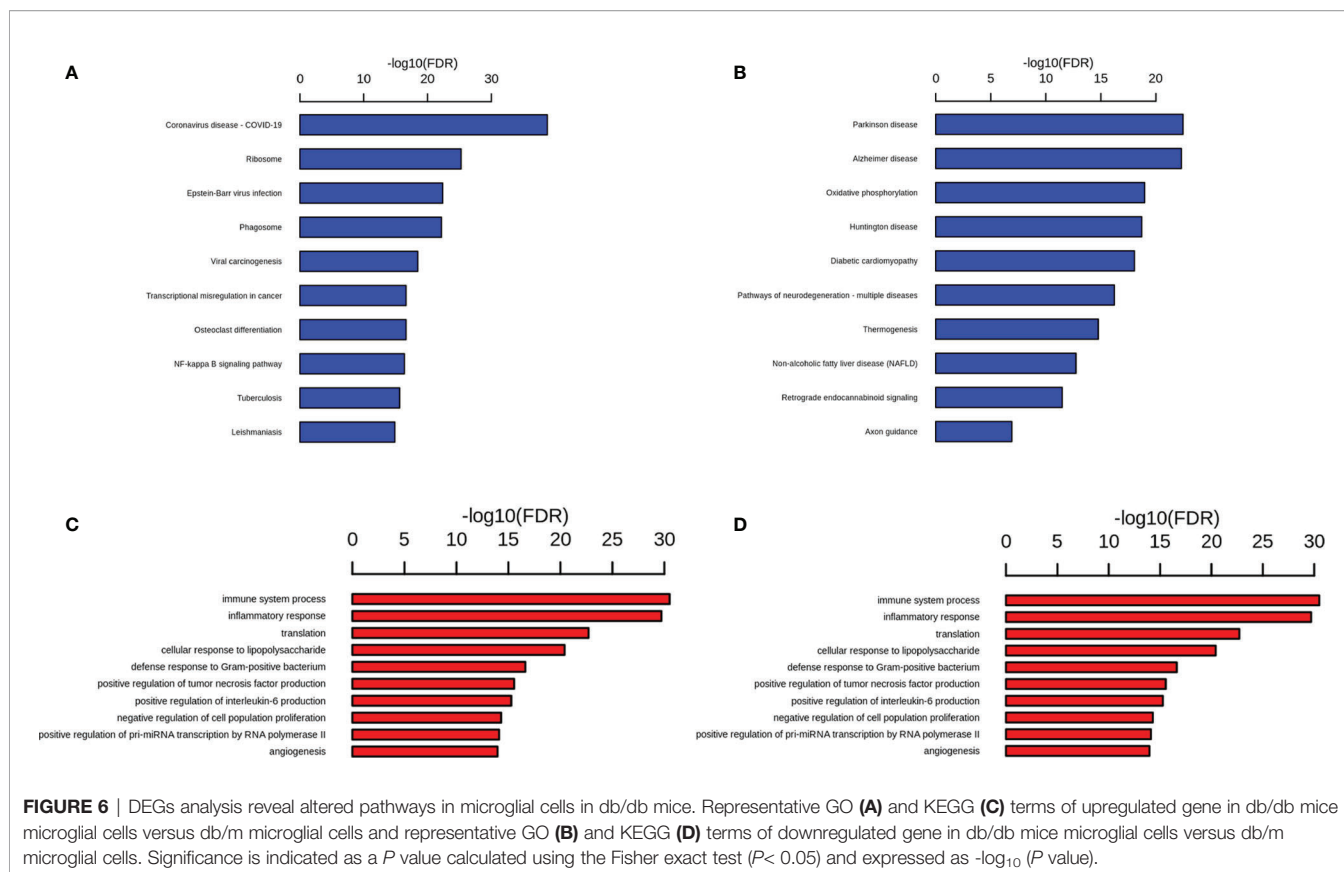 A
-log10(FDR)
0 10 20 30
Coronavirus disease - COVID-19
Ribosome
Epstein-Barr virus infection
Phagosome
Viral carcinogenesis
Transcriptional misregulation in cancer
Osteoclast differentiation
NF-kappa B signaling pathway
Tuberculosis
Leishmaniasis
B
-log10(FDR)
0 5 10 15 20
Parkinson disease
Alzheimer disease
Oxidative phosphorylation
Huntington disease
Diabetic cardiomyopathy
Pathways of neurodegeneration - multiple diseases
Thermogenesis
Non-alcoholic fatty liver disease (NAFLD)
Retrograde endocannabinoid signaling
Axon guidance
C
-log10(FDR)
0 5 10 15 20 25 30
immune system process
inflammatory response
translation
cellular response to lipopolysaccharide
defense response to Gram-positive bacterium
positive regulation of tumor necrosis factor production
positive regulation of interleukin-6 production
negative regulation of cell population proliferation
positive regulation of pri-miRNA transcription by RNA polymerase II
angiogenesis
D
-log10(FDR)
0 5 10 15 20 25 30
immune system process
inflammatory response
translation
cellular response to lipopolysaccharide
defense response to Gram-positive bacterium
positive regulation of tumor necrosis factor production
positive regulation of interleukin-6 production
negative regulation of cell population proliferation
positive regulation of pri-miRNA transcription by RNA polymerase II
angiogenesis
FIGURE 6 | DEGs analysis reveal altered pathways in microglial cells in db/db mice. Representative GO (A) and KEGG (C) terms of upregulated gene in db/db mice
microglial cells versus db/m microglial cells and representative GO (B) and KEGG (D) terms of downregulated gene in db/db mice microglial cells versus db/m
microglial cells. Significance is indicated as a P value calculated using the Fisher exact test (P< 0.05) and expressed as -log10 (P value).